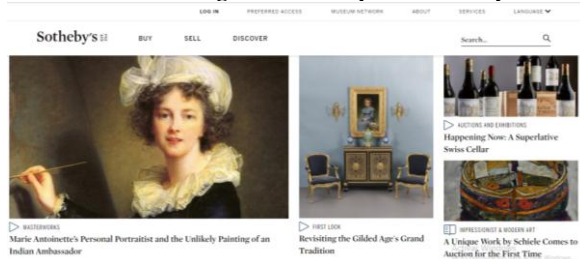 LOG IN PREFERRED ACCESS MUSEUM NETWORK ABOUT SERVICES LANGUAGE
Sotheby's BUY SELL DISCOVER Search...
MASTERWORKS
Marie Antoinette's Personal Portraitist and the Unlikely Painting of an
Indian Ambassador
FIRST LOOK
Revisiting the Gilded Age's Grand
Tradition
AUCTIONS AND EXHIBITIONS
Happening Now: A Superlative
Swiss Cellar
IMPRESSIONIST & MODERN ART
A Unique Work by Schiele Comes to
Auction for the First Time